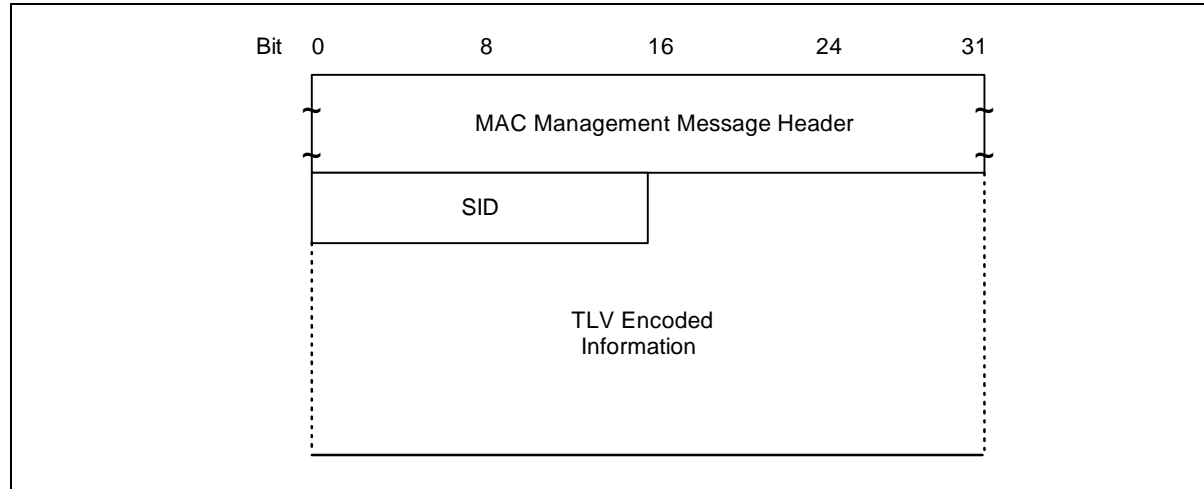 Bit 0 8 16 24 31
MAC Management Message Header
SID
TLV Encoded
Information